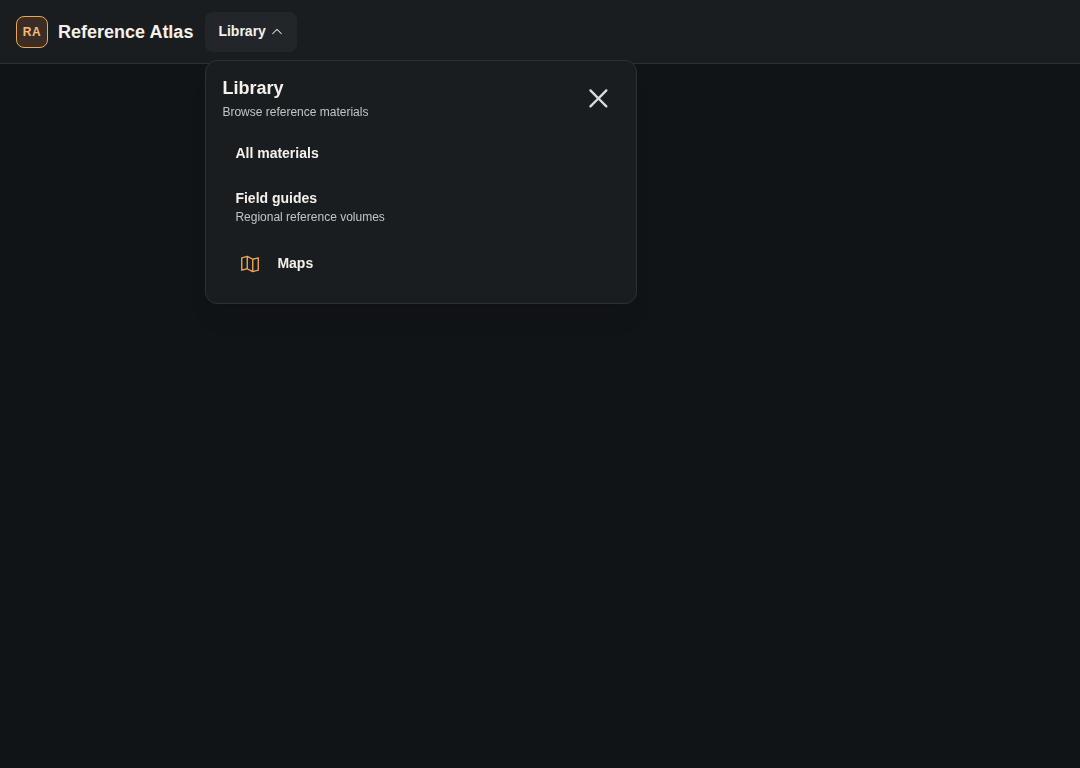 RA
Reference Atlas
Library
Library
Browse reference materials
All materials
Field guides
Regional reference volumes
Maps